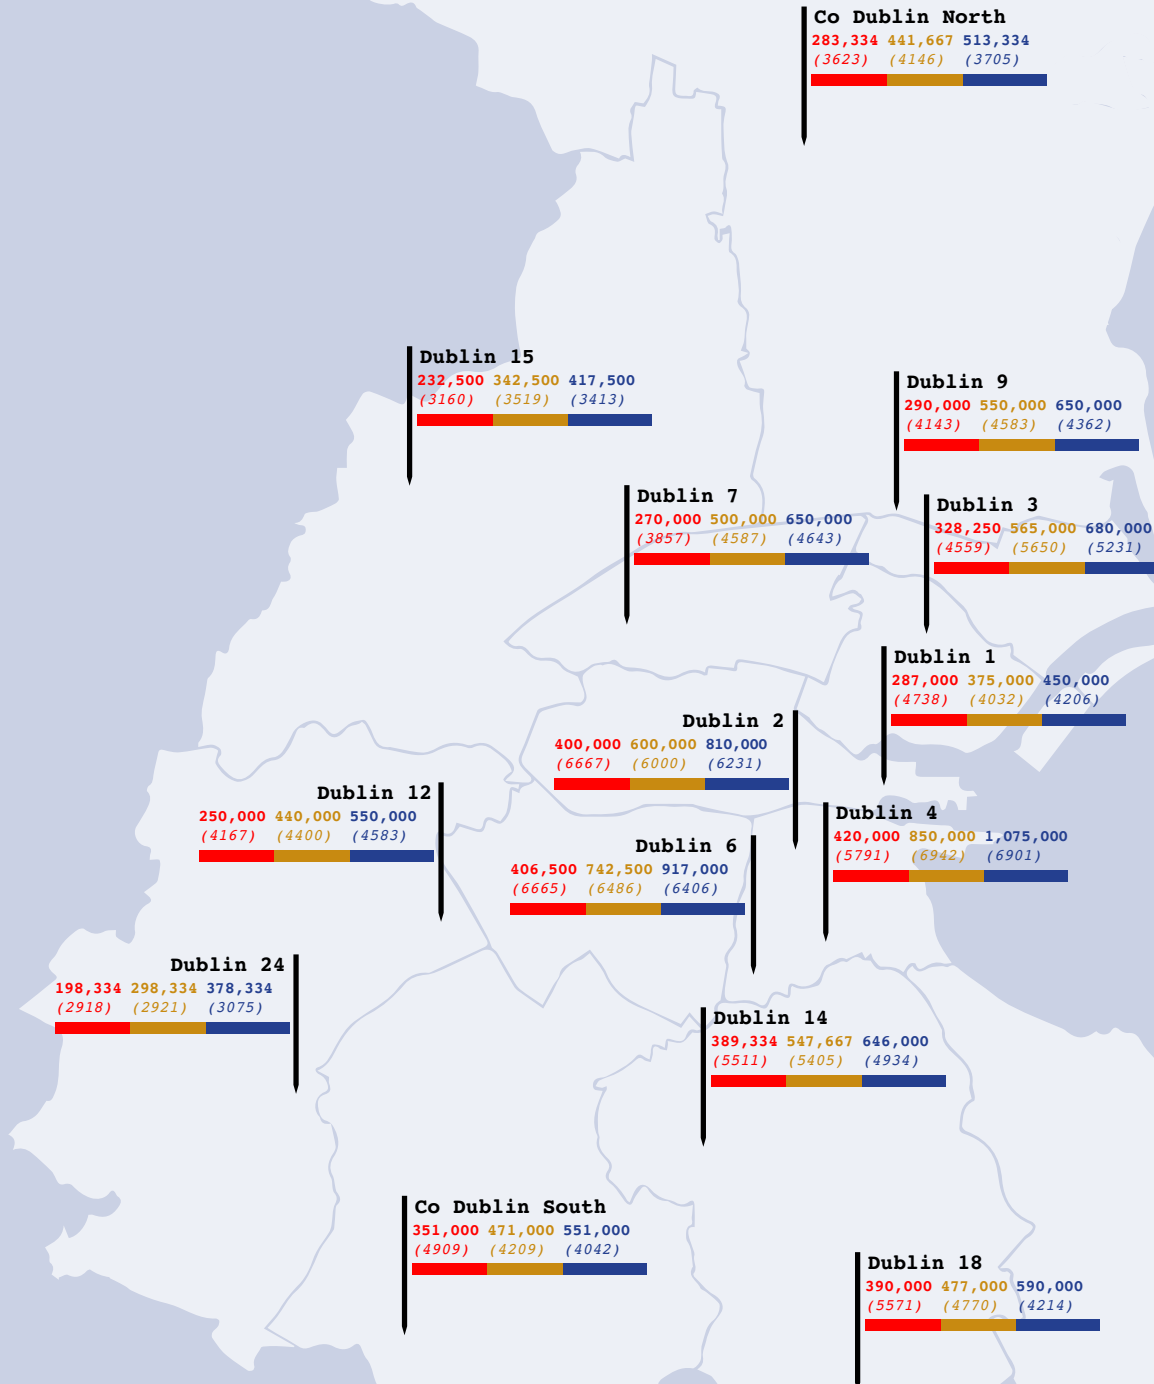 Co Dublin North
283,334 441,667 513,334
(3623) (4146) (3705)
Dublin 15
232,500 342,500 417,500
(3160) (3519) (3413)
Dublin 9
290,000 550,000 650,000
(4143) (4583) (4362)
Dublin 7
270,000 500,000 650,000
(3857) (4587) (4643)
Dublin 3
328,250 565,000 680,000
(4559) (5650) (5231)
Dublin 1
287,000 375,000 450,000
(4738) (4032) (4206)
Dublin 2
400,000 600,000 810,000
(6667) (6000) (6231)
Dublin 12
250,000 440,000 550,000
(4167) (4400) (4583)
Dublin 4
420,000 850,000 1,075,000
(5791) (6942) (6901)
Dublin 6
406,500 742,500 917,000
(6665) (6486) (6406)
Dublin 24
198,334 298,334 378,334
(2918) (2921) (3075)
Dublin 14
389,334 547,667 646,000
(5511) (5405) (4934)
Co Dublin South
351,000 471,000 551,000
(4909) (4209) (4042)
Dublin 18
390,000 477,000 590,000
(5571) (4770) (4214)